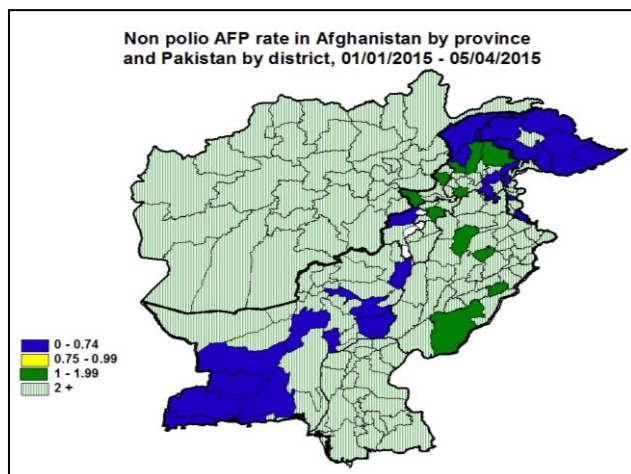 Non polio AFP rate in Afghanistan by province
and Pakistan by district, 01/01/2015 - 05/04/2015
0 - 0.74
0.75 - 0.99
1 - 1.99
2 +